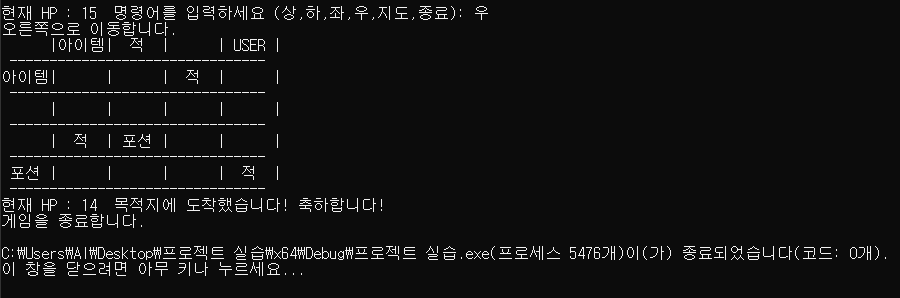 현재 HP : 15  명령어를 입력하세요 (상,하,좌,우,지도,종료): 우
오른쪽으로 이동합니다.
     |아이템|  적  |      | USER |
 --------------------------------
아이템|      |      |  적  |      |
 --------------------------------
      |      |      |      |      |
 --------------------------------
      |  적  | 포션 |      |      |
 --------------------------------
 포션 |      |      |      |  적  |
 --------------------------------
현재 HP : 14  목적지에 도착했습니다! 축하합니다!
게임을 종료합니다.
C:\Users\AI\Desktop\프로젝트 실습\x64\Debug\프로젝트 실습.exe(프로세스 5476개)이(가) 종료되었습니다(코드: 0개).
이 창을 닫으려면 아무 키나 누르세요...